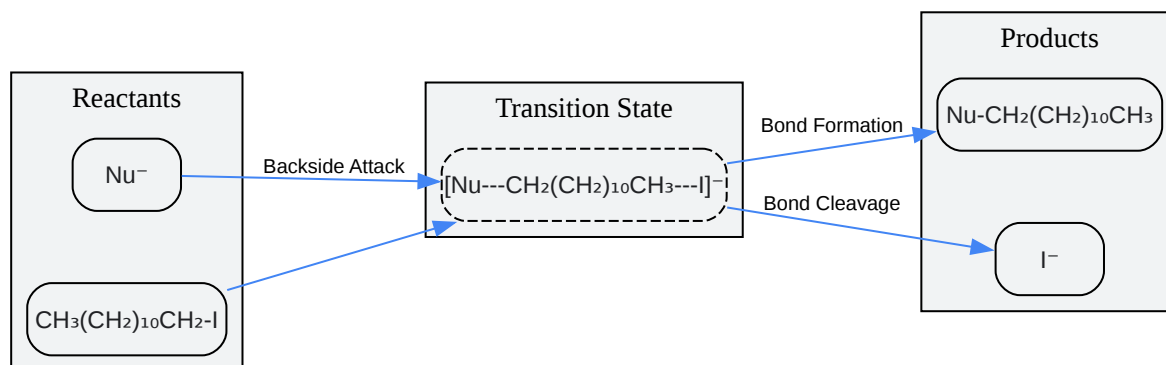 Reactants
Nu⁻
CH₃(CH₂)₁₀CH₂-I
Backside Attack
Transition State
[Nu---CH₂(CH₂)₁₀CH₃---I]⁻
Bond Formation
Bond Cleavage
Products
Nu-CH₂(CH₂)₁₀CH₃
I⁻